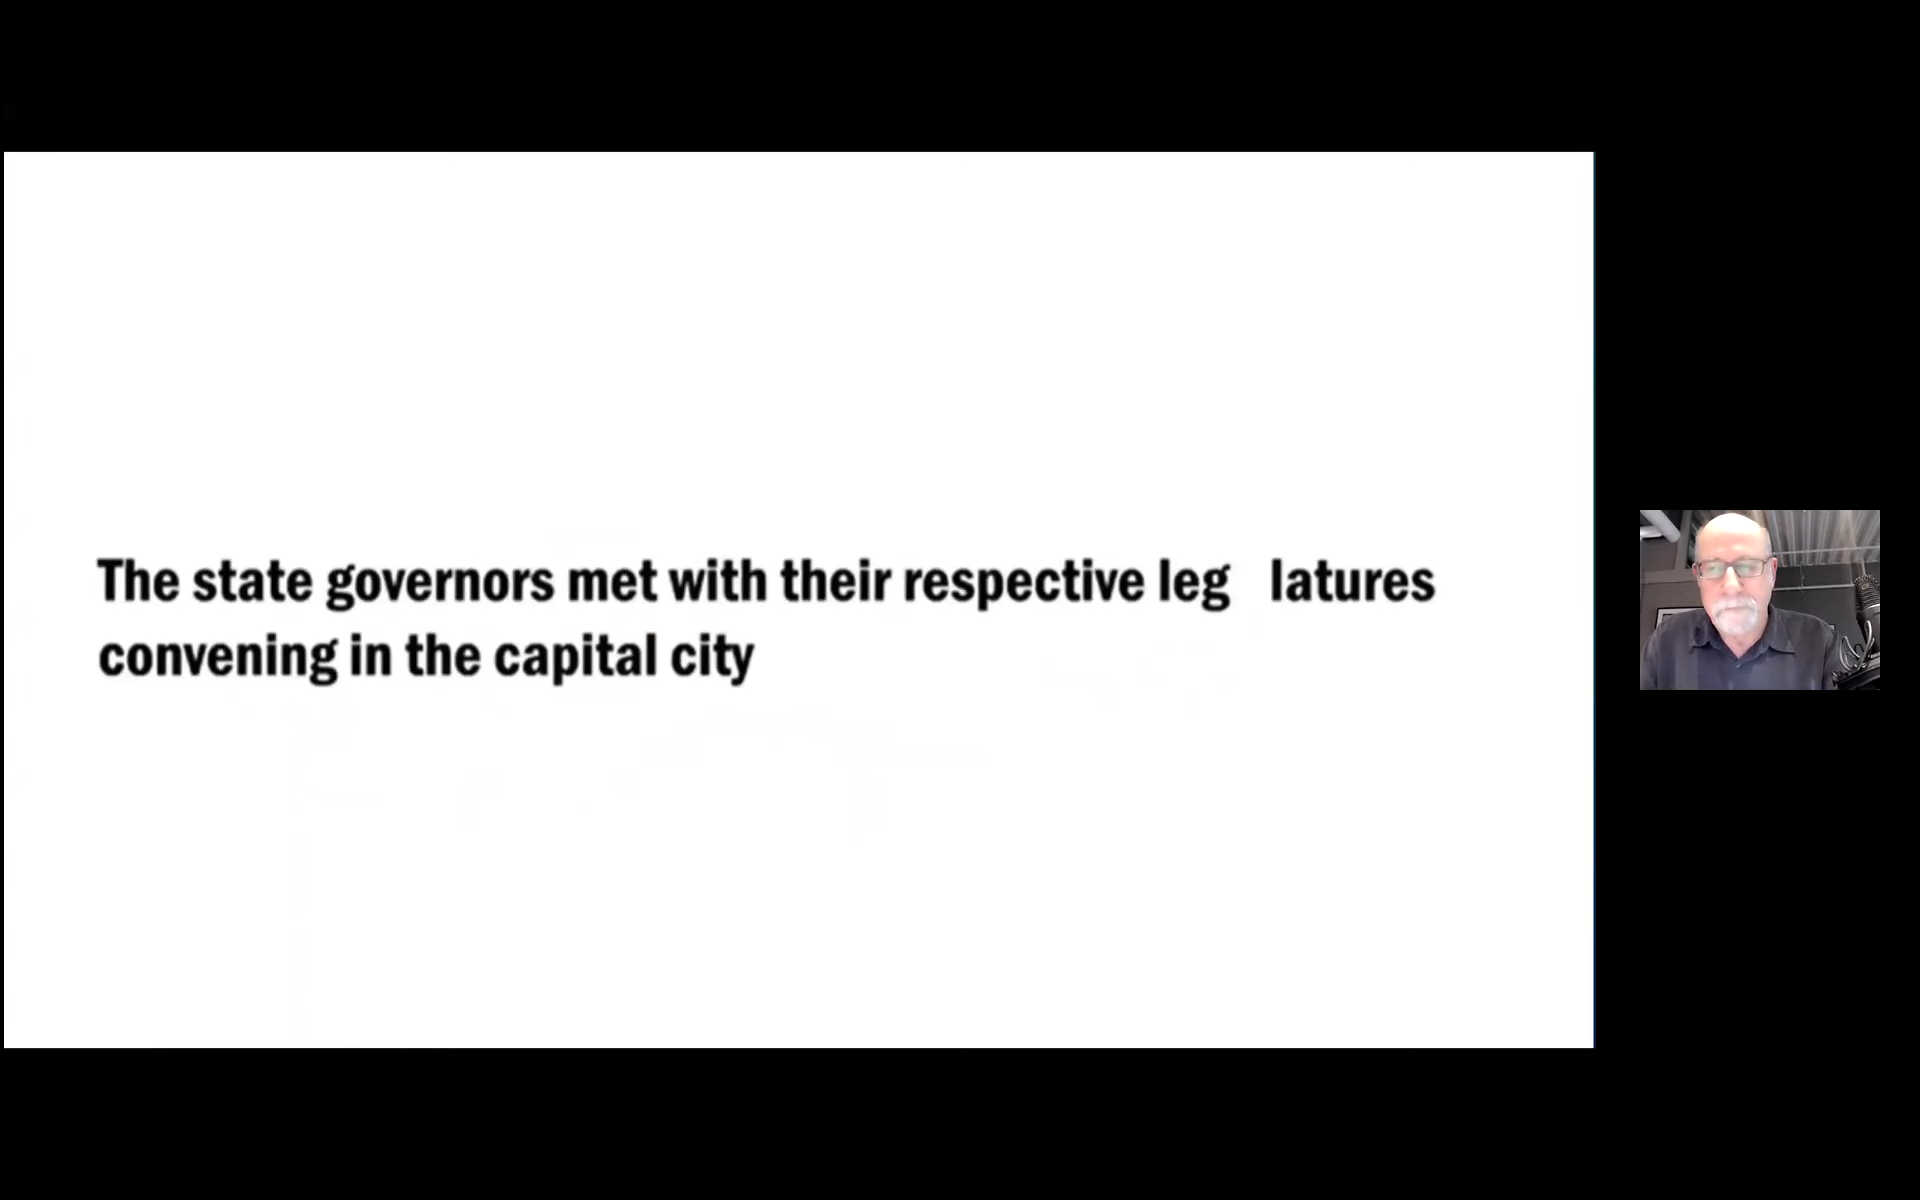 The state governors met with their respective leg   latures
convening in the capital city